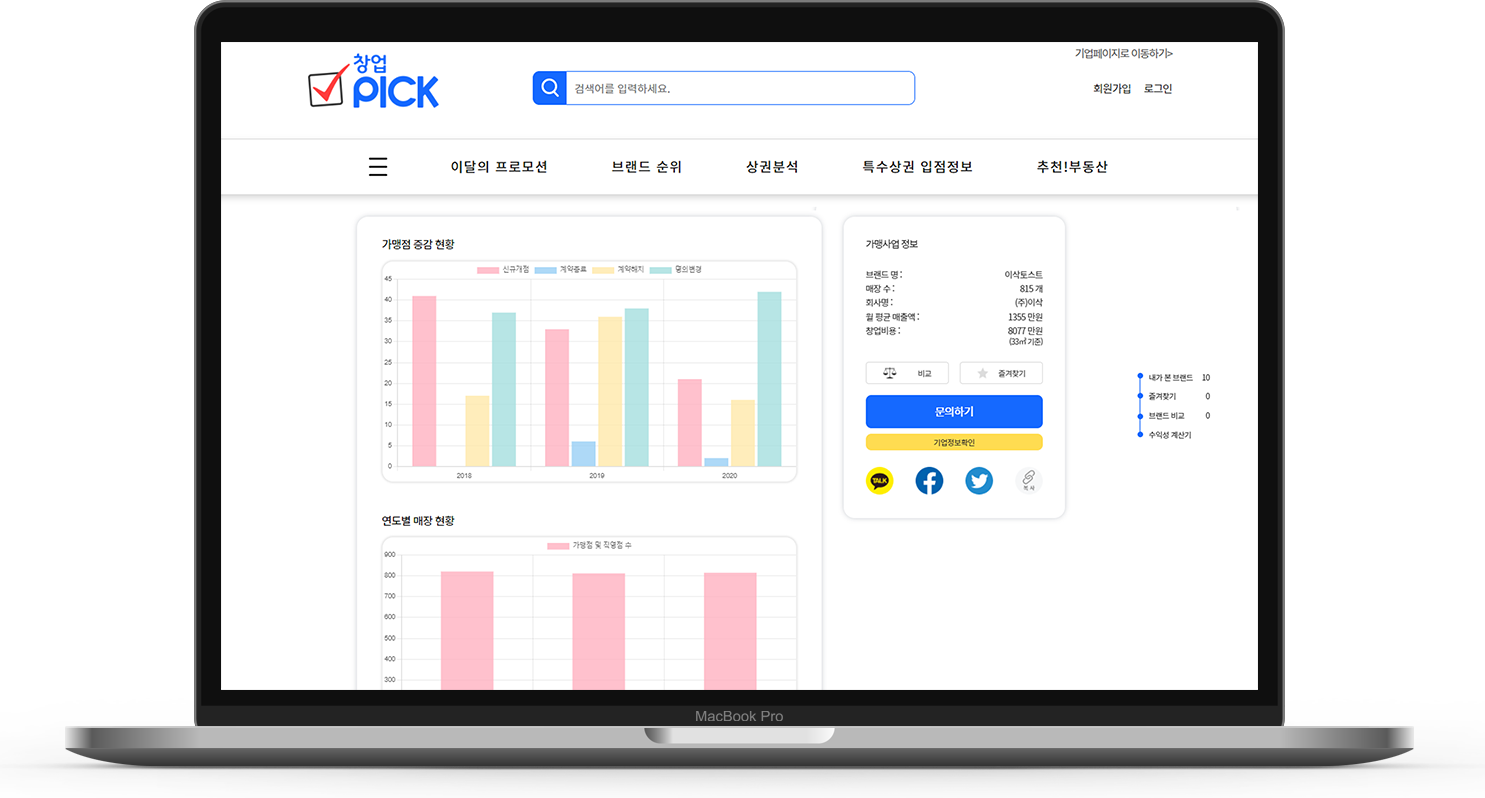 기업페이지로 이동하기>
창업
PICK
검색어를 입력하세요.
회원가입 로그인
이달의 프로모션 브랜드 순위 상권분석 특수상권 입점정보 추천!부동산
가맹점 증감 현황
신규개점 계약종료 계약해지 명의변경
45
40
35
30
25
20
15
10
5
0
2018 2019 2020
연도별 매장 현황
가맹점 및 직영점 수
900
800
700
600
500
400
300
가맹사업 정보
브랜드 명 : 이삭토스트
매장 수 : 815 개
회사명 : (주)이삭
월 평균 매출액 : 1355 만원
창업비용 : 8077 만원
(33㎡ 기준)
비교 즐겨찾기
문의하기
기업정보확인
TALK
복사
내가 본 브랜드 10
즐겨찾기 0
브랜드 비교 0
수익성 계산기
MacBook Pro